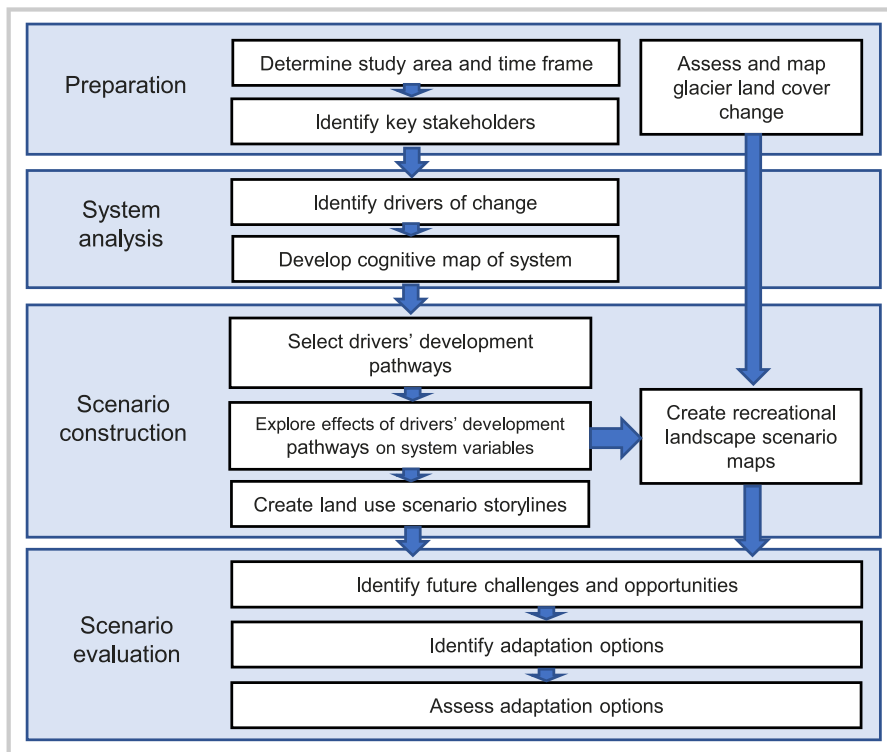 Preparation
Determine study area and time frame
Identify key stakeholders
Assess and map
glacier land cover
change
System
analysis
Identify drivers of change
Develop cognitive map of system
Scenario
construction
Select drivers’ development
pathways
Explore effects of drivers’ development
pathways on system variables
Create land use scenario storylines
Create recreational
landscape scenario
maps
Scenario
evaluation
Identify future challenges and opportunities
Identify adaptation options
Assess adaptation options